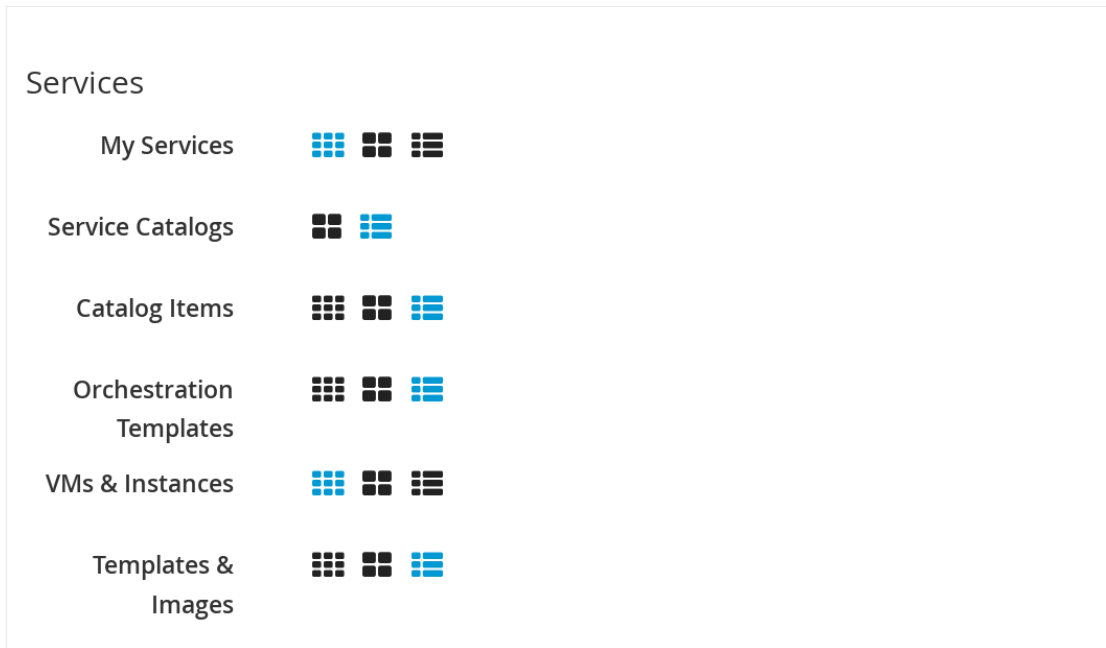 Services
My Services
Service Catalogs
Catalog Items
Orchestration
Templates
VMs & Instances
Templates &
Images